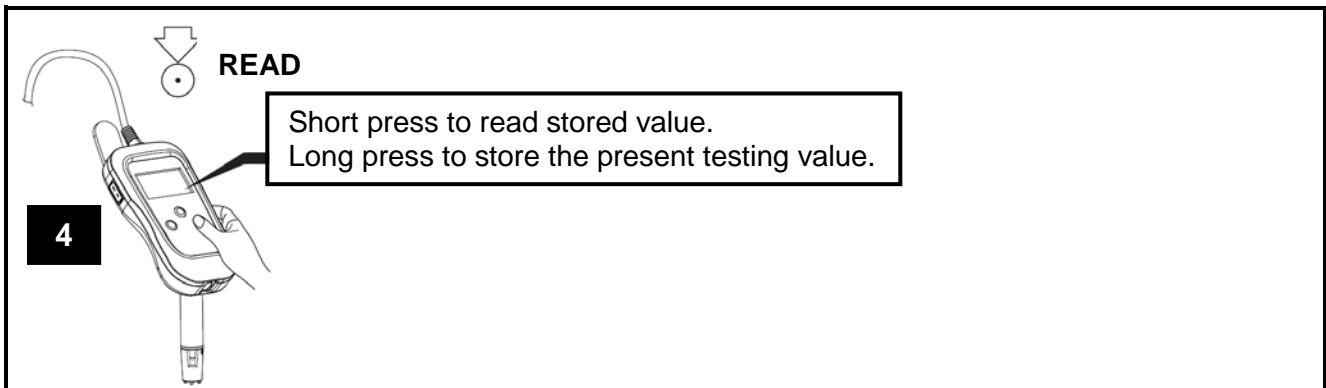 READ
Short press to read stored value.
Long press to store the present testing value.
4